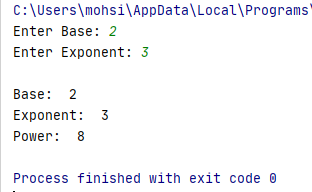 C:\Users\mohsi\AppData\Local\Programs\
Enter Base: 2
Enter Exponent: 3
Base:  2
Exponent:  3
Power:  8
Process finished with exit code 0